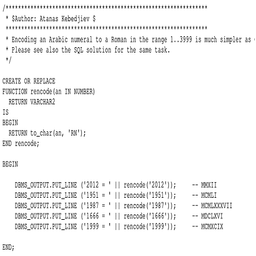 /****************************************************************
* $Author: Atanas Kebedjiev $
*****************************************************************
* Encoding an Arabic numeral to a Roman in the range 1..3999 is much simpler as
* Please see also the SQL solution for the same task.
*/
CREATE OR REPLACE
FUNCTION rencode(an IN NUMBER)
RETURN VARCHAR2
IS
BEGIN
RETURN to_char(an, 'RN');
END rencode;
BEGIN
DBMS_OUTPUT.PUT_LINE ('2012 = ' || rencode('2012')); -- MMXII
DBMS_OUTPUT.PUT_LINE ('1951 = ' || rencode('1951')); -- MCMLI
DBMS_OUTPUT.PUT_LINE ('1987 = ' || rencode('1987')); -- MCMLXXXVII
DBMS_OUTPUT.PUT_LINE ('1666 = ' || rencode('1666')); -- MDCLXVI
DBMS_OUTPUT.PUT_LINE ('1999 = ' || rencode('1999')); -- MCMXCIX
END;